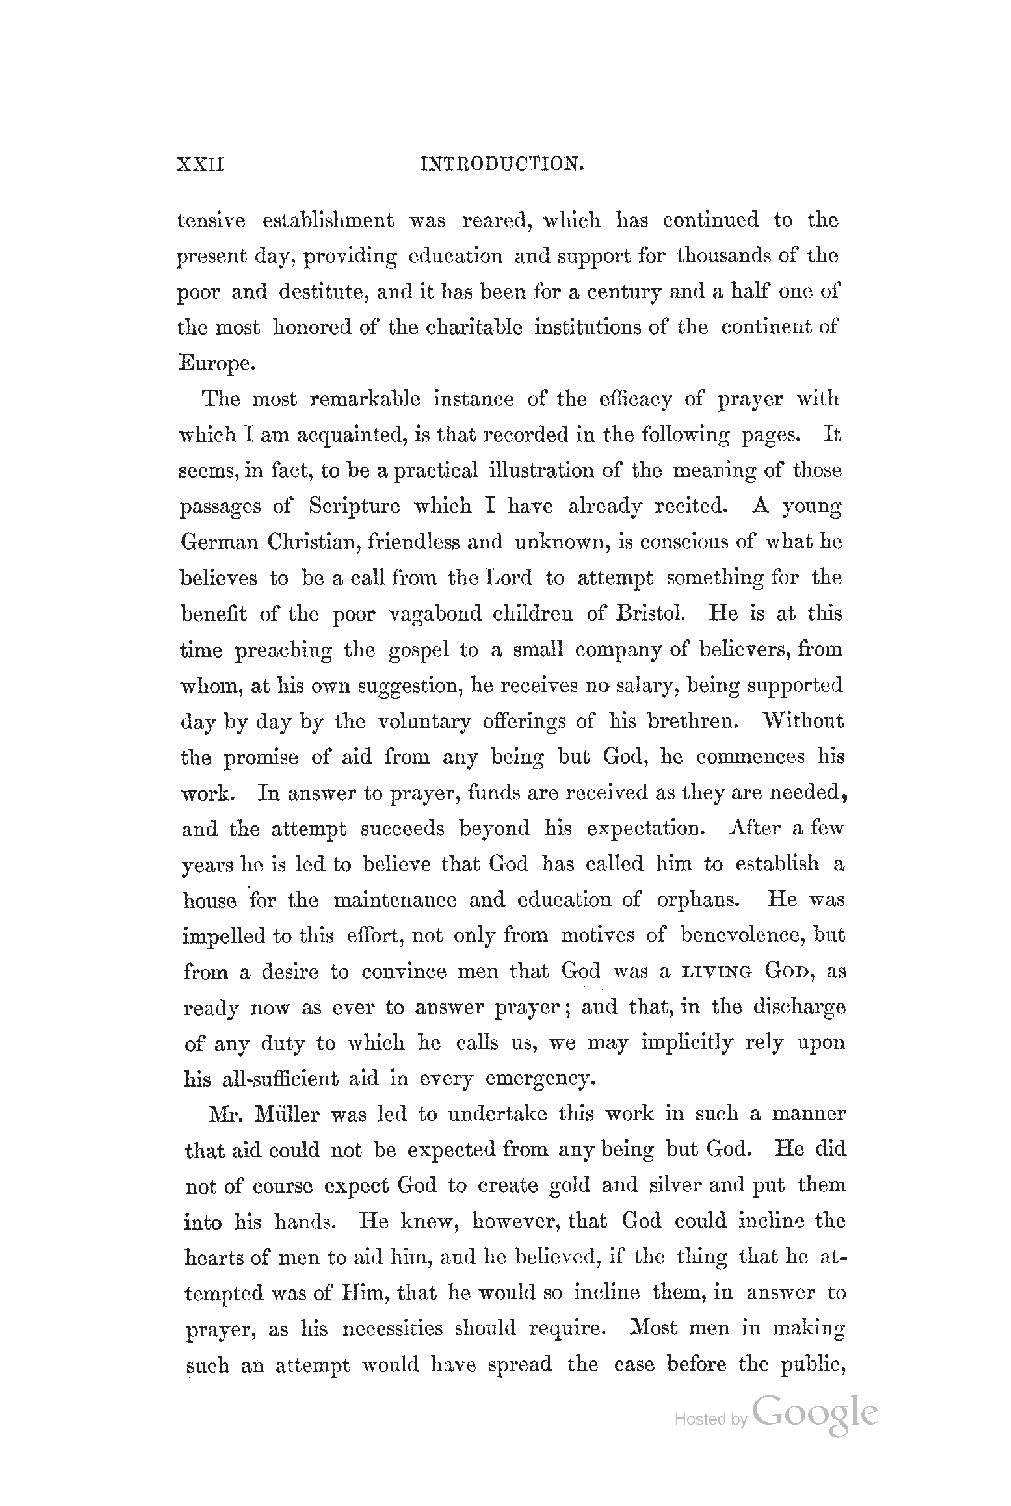 XXII INTRODUCTION.
tensive establishment was reared, which has continued to the
present day, providing education and support for thousands of the
poor and destitute, and it has been for a century and a half one of
the most honored of the charitable institutions of the continent of
Europe.
The most remarkable instance of the efficacy of prayer with
which I am acquainted, is that recorded in the following pages. It
seems, in fact, to be a practical illustration of the meaning of those
passages of Scripture which I have already recited. A young
German Christian, friendless and unknown, is conscious of what he
believes to be a call from the Lord to attempt something for the
benefit of the poor vagabond children of Bristol. He is at this
time preaching the gospel to a small company of believers, from
whom, at his own suggestion, he receives no salary, being supported
day by day by the voluntary offerings of his brethren. Without
the promise of aid from any being but God, he commences his
work. In answer to prayer, funds are received as they are needed,
and the attempt succeeds beyond his expectation. After a few
years he is led to believe that God has called him to establish a
house for the maintenance and education of orphans. He was
impelled to this effort, not only from motives of benevolence, but
from a desire to convince men that God was a LIVING GOD, as
ready now as ever to answer prayer; and that, in the discharge
of any duty to which he calls us, we may implicitly rely upon
his all-sufficient aid in every emergency.
Mr. Müller was led to undertake this work in such a manner
that aid could not be expected from any being but God. He did
not of course expect God to create gold and silver and put them
into his hands. He knew, however, that God could incline the
hearts of men to aid him, and he believed, if the thing that he at-
tempted was of Him, that he would so incline them, in answer to
prayer, as his necessities should require. Most men in making
such an attempt would have spread the case before the public,
Hosted by Google